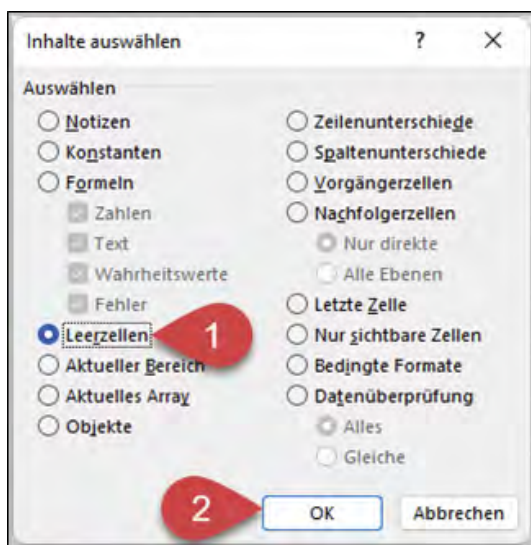 Inhalte auswählen ? ×
Auswählen
Notizen
Konstanten
Formeln
Zahlen
Text
Wahrheitswerte
Fehler
Leerzellen
Aktueller Bereich
Aktuelles Array
Objekte
Zeilenunterschiede
Spaltenunterschiede
Vorgängerzellen
Nachfolgerzellen
Nur direkte
Alle Ebenen
Letzte Zelle
Nur sichtbare Zellen
Bedingte Formate
Datenüberprüfung
Alles
Gleiche
1
2
OK
Abbrechen